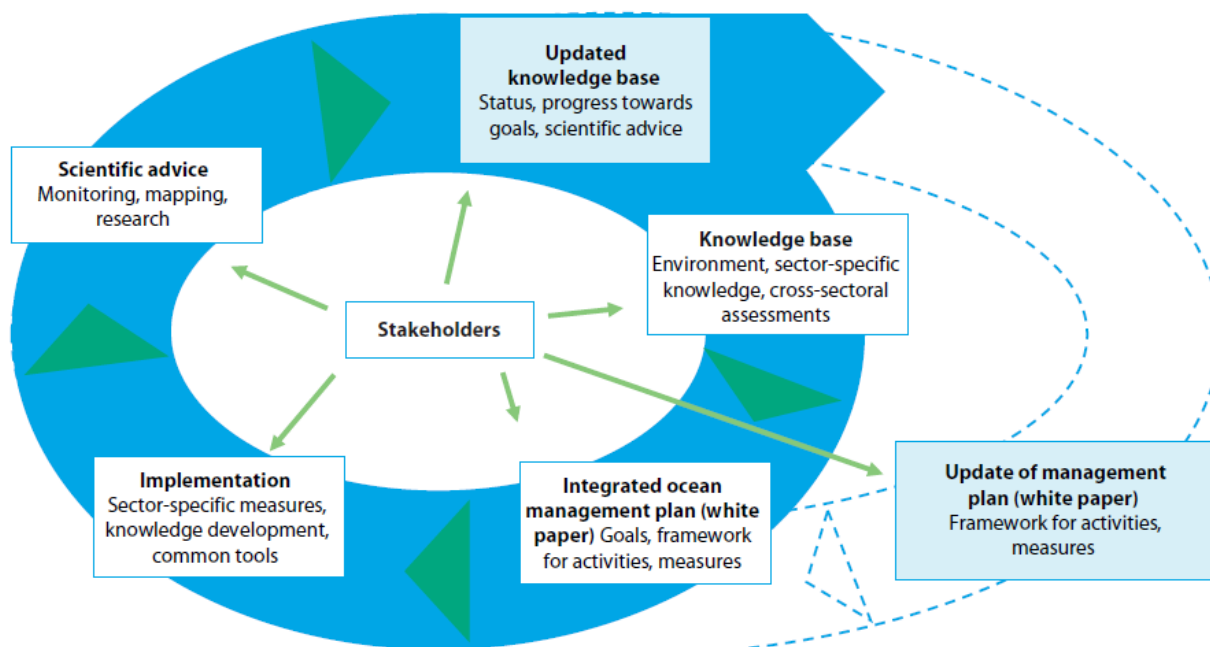 Updated
knowledge base
Status, progress towards
goals, scientific advice
Scientific advice
Monitoring, mapping,
research
Knowledge base
Environment, sector-specific
knowledge, cross-sectoral
assessments
Stakeholders
Implementation
Sector-specific measures,
knowledge development,
common tools
Integrated ocean
management plan (white
paper) Goals, framework
for activities, measures
Update of management
plan (white paper)
Framework for activities,
measures